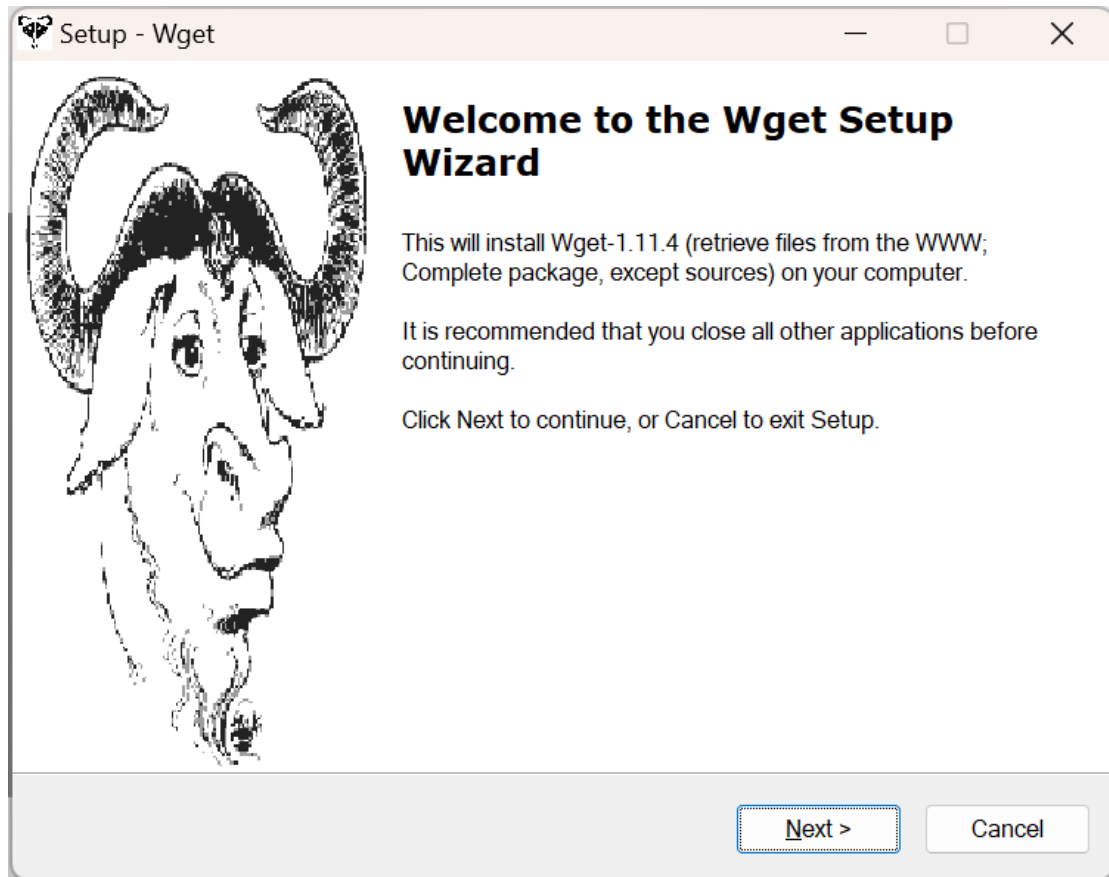 Setup - Wget
Welcome to the Wget Setup
Wizard
This will install Wget-1.11.4 (retrieve files from the WWW;
Complete package, except sources) on your computer.
It is recommended that you close all other applications before
continuing.
Click Next to continue, or Cancel to exit Setup.
Next >
Cancel